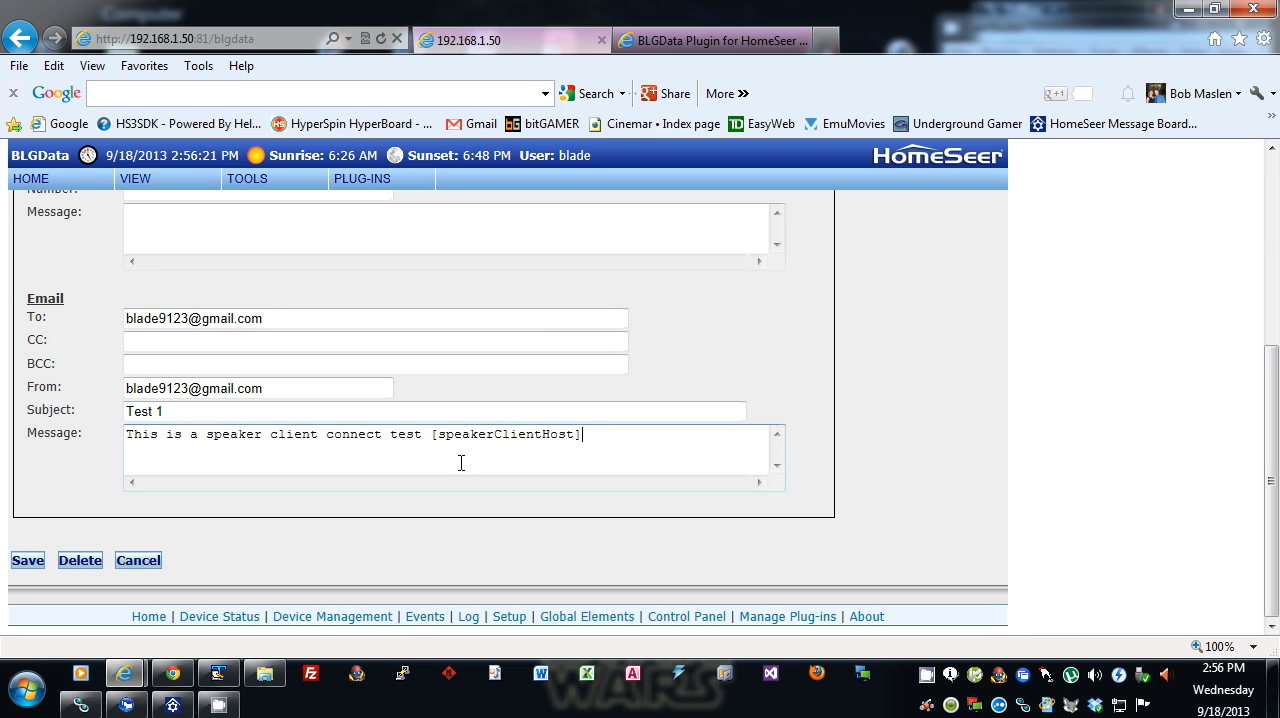 Computer
http://192.168.1.50:81/blgdata
192.168.1.50
BLGData Plugin for HomeSeer ...
File Edit View Favorites Tools Help
Google Search Share More »
+1 Bob Maslen
Google HS3SDK - Powered By Hel... HyperSpin HyperBoard - ... Gmail bitGAMER Cinemar • Index page EasyWeb EmuMovies Underground Gamer HomeSeer Message Board...
BLGData 9/18/2013 2:56:21 PM Sunrise: 6:26 AM Sunset: 6:48 PM User: blade HomeSeer
HOME VIEW TOOLS PLUG-INS
Number:
Message:
Email
To: blade9123@gmail.com
CC:
BCC:
From: blade9123@gmail.com
Subject: Test 1
Message: This is a speaker client connect test [speakerClientHost]
Save Delete Cancel
Home | Device Status | Device Management | Events | Log | Setup | Global Elements | Control Panel | Manage Plug-ins | About
100%
WARS
2:56 PM
Wednesday
9/18/2013